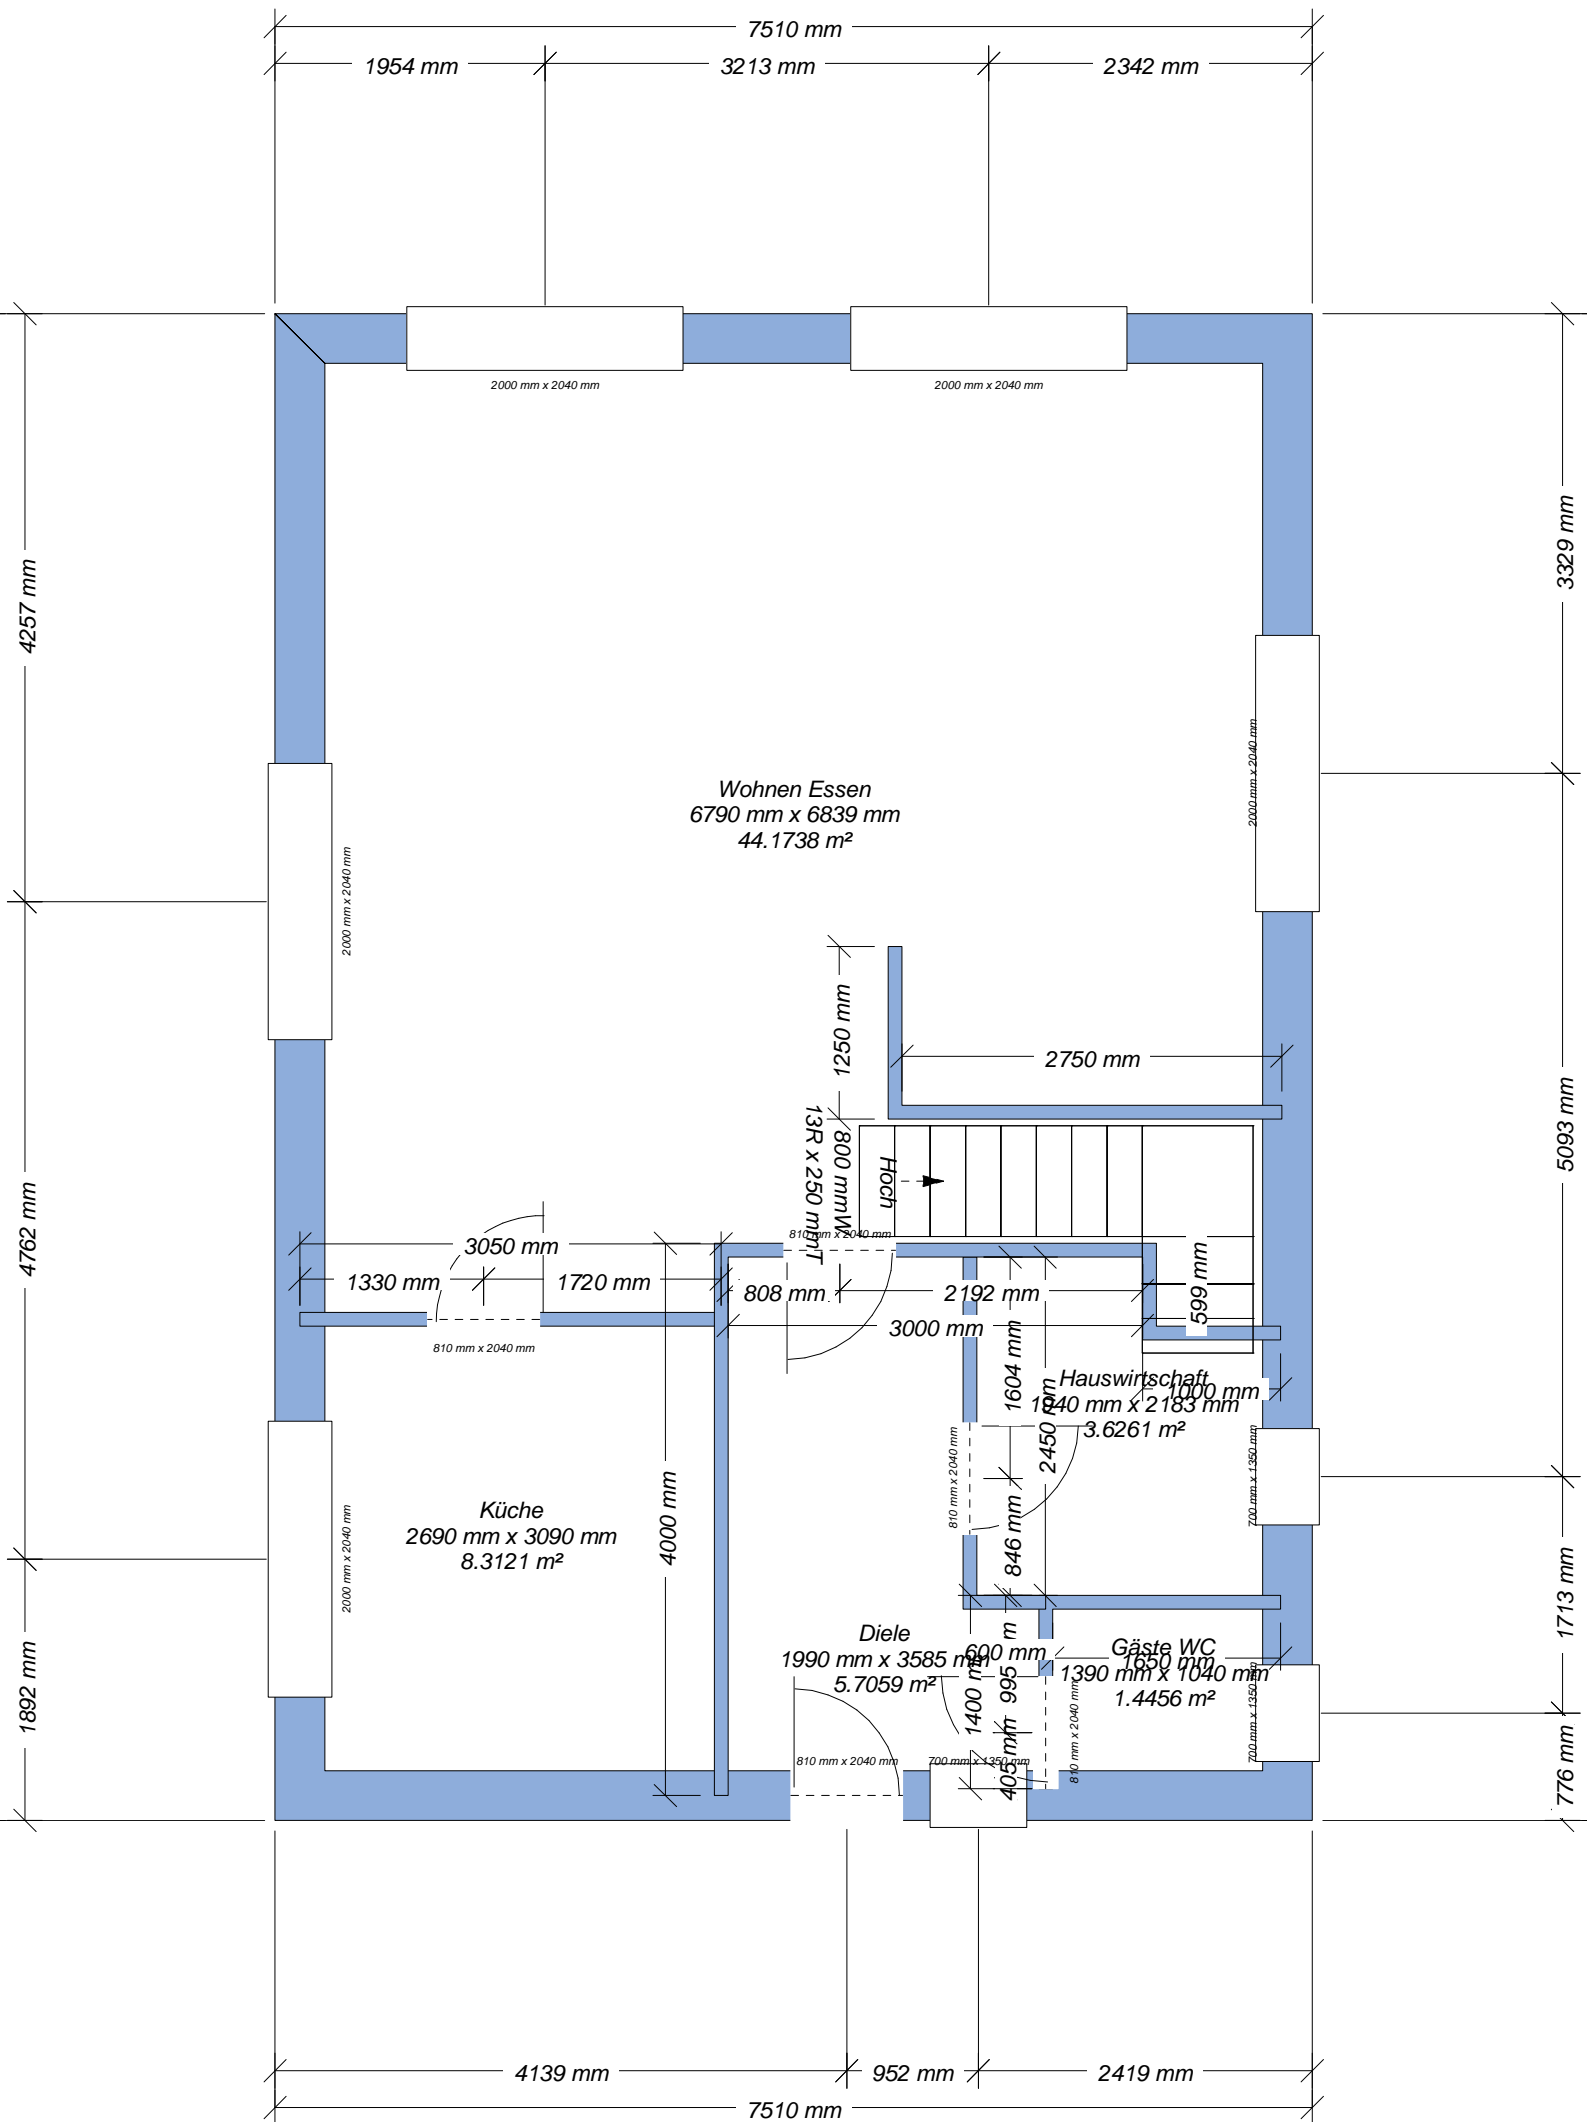 7510 mm
1954 mm
3213 mm
2342 mm
2000 mm x 2040 mm
2000 mm x 2040 mm
4257 mm
3329 mm
2000 mm x 2040 mm
Wohnen Essen
6790 mm x 6839 mm
44.1738 m²
2000 mm x 2040 mm
1250 mm
2750 mm
5093 mm
13R x 250 mmT
800 mmW
Hoch
4762 mm
810 mm x 2040 mm
3050 mm
1330 mm
1720 mm
808 mm
2192 mm
3000 mm
599 mm
810 mm x 2040 mm
1604 mm
2450 mm
Hauswirtschaft
1000 mm
1940 mm x 2183 mm
3.6261 m²
810 mm x 2040 mm
700 mm x 1350 mm
4000 mm
Küche
2690 mm x 3090 mm
8.3121 m²
2000 mm x 2040 mm
846 mm
1713 mm
1892 mm
Diele
1990 mm x 3585 mm
5.7059 m²
600 mm
1400 mm
995 mm
405 mm
Gäste WC
1650 mm
1390 mm x 1040 mm
1.4456 m²
810 mm x 2040 mm
700 mm x 1350 mm
776 mm
810 mm x 2040 mm
700 mm x 1350 mm
4139 mm
952 mm
2419 mm
7510 mm